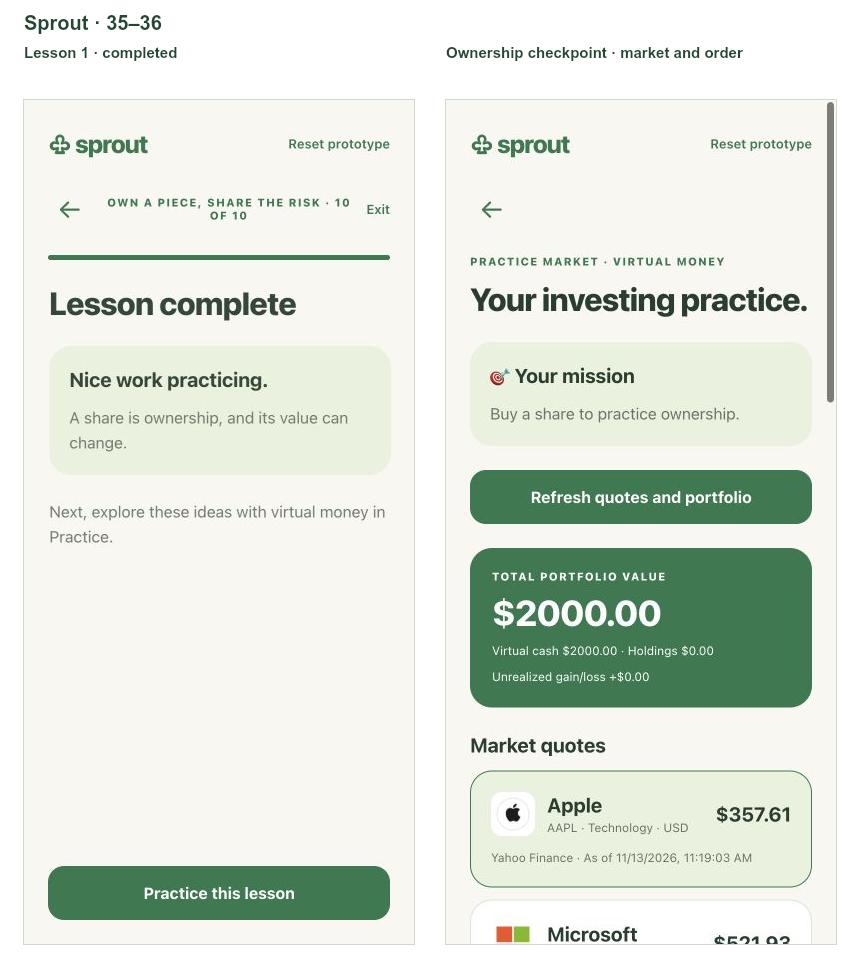 Sprout · 35–36
Lesson 1 · completed
sprout
Reset prototype
OWN A PIECE, SHARE THE RISK · 10
OF 10
Exit
Lesson complete
Nice work practicing.
A share is ownership, and its value can
change.
Next, explore these ideas with virtual money in
Practice.
Practice this lesson
Ownership checkpoint · market and order
sprout
Reset prototype
PRACTICE MARKET · VIRTUAL MONEY
Your investing practice.
Your mission
Buy a share to practice ownership.
Refresh quotes and portfolio
TOTAL PORTFOLIO VALUE
$2000.00
Virtual cash $2000.00 · Holdings $0.00
Unrealized gain/loss +$0.00
Market quotes
Apple
AAPL · Technology · USD
$357.61
Yahoo Finance · As of 11/13/2026, 11:19:03 AM
Microsoft
$521.93